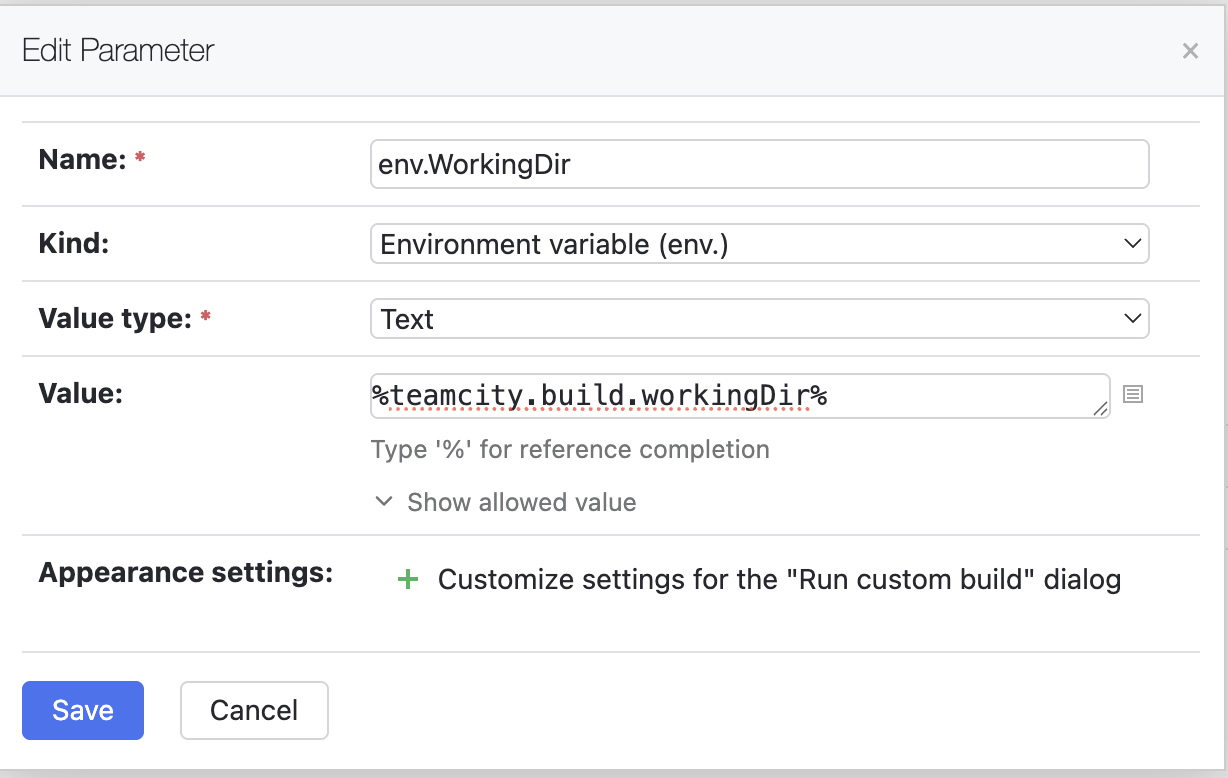 Edit Parameter
×
Name: *
env.WorkingDir
Kind:
Environment variable (env.)
Value type: *
Text
Value:
%teamcity.build.workingDir%
Type '%' for reference completion
Show allowed value
Appearance settings:
+ Customize settings for the "Run custom build" dialog
Save
Cancel